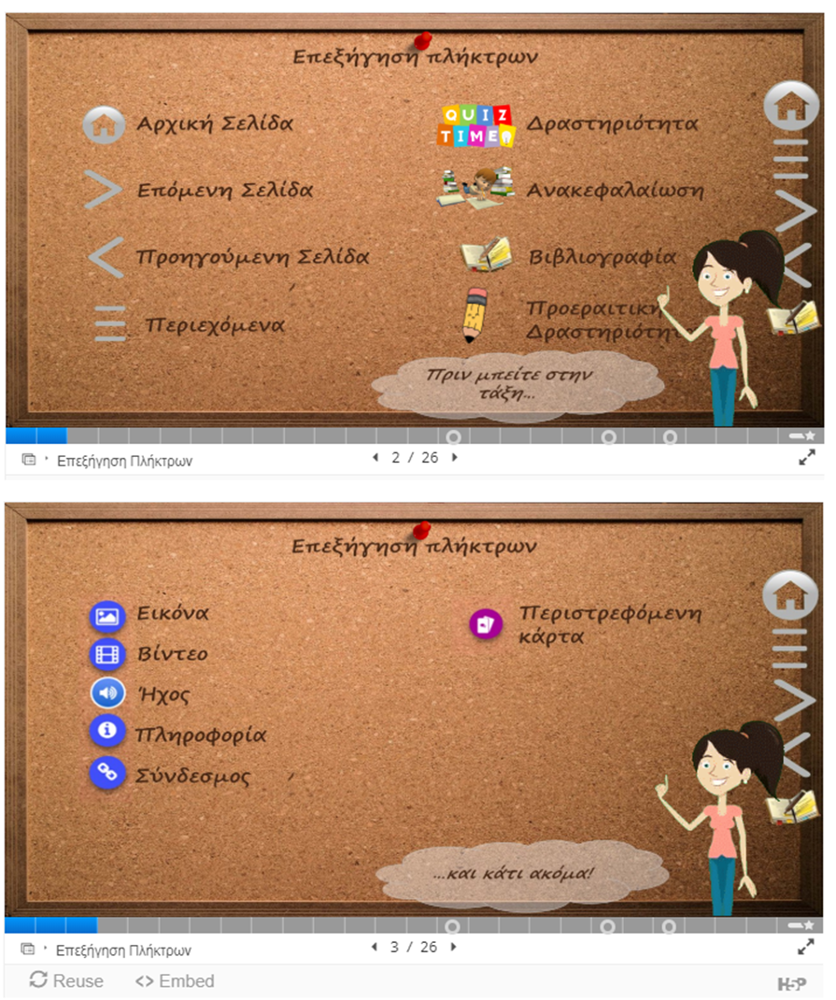 Επεξήγηση πλήκτρων
Αρχική Σελίδα
Επόμενη Σελίδα
Προηγούμενη Σελίδα
Περιεχόμενα
QUIZ
TIME
Δραστηριότητα
Ανακεφαλαίωση
Βιβλιογραφία
Προεραιτική
Δραστηριότητ
Πριν μπείτε στην
τάξη...
Επεξήγηση Πλήκτρων
2 / 26
Επεξήγηση πλήκτρων
Εικόνα
Βίντεο
Ήχος
Πληροφορία
Σύνδεσμος
Περιστρεφόμενη
κάρτα
...και κάτι ακόμα!
Επεξήγηση Πλήκτρων
3 / 26
Reuse
<> Embed
H5P